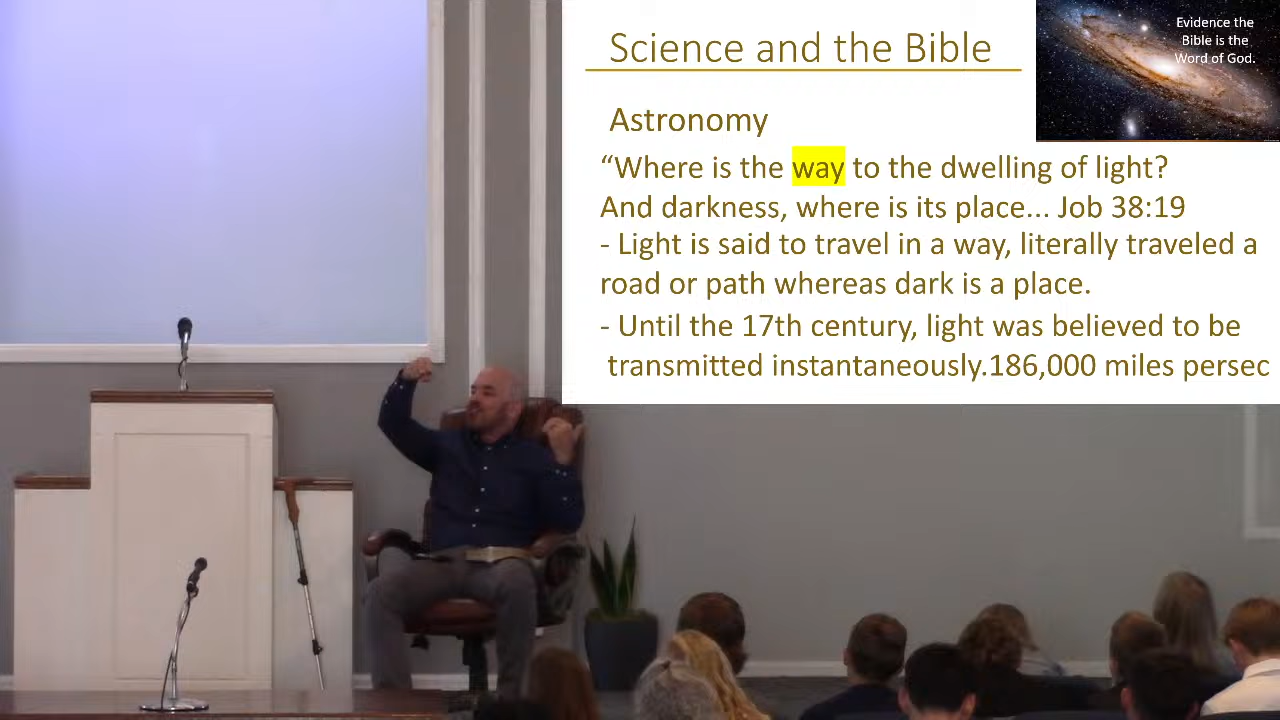 Science and the Bible
Evidence the
Bible is the
Word of God.
Astronomy
“Where is the way to the dwelling of light?
And darkness, where is its place... Job 38:19
- Light is said to travel in a way, literally traveled a
road or path whereas dark is a place.
- Until the 17th century, light was believed to be
transmitted instantaneously.186,000 miles persec